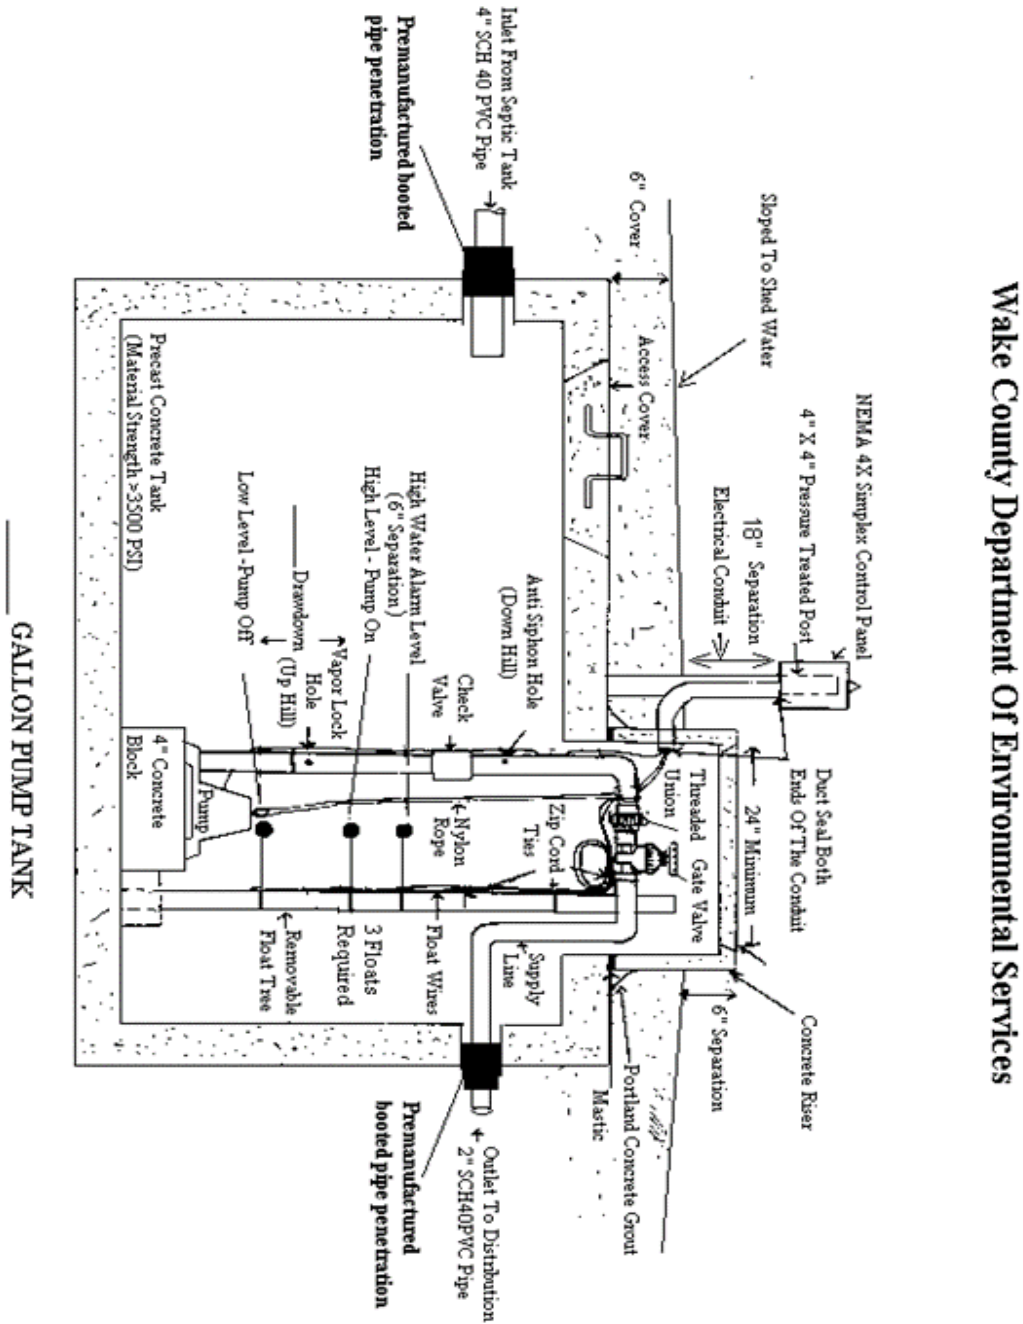 Wake County Department Of Environmental Services
NEMA 4X Simplex Control Panel
4" X 4" Pressure Treated Post
18" Separation
Electrical Conduit
Sloped To Shed Water
6" Cover
Access Cover
Inlet From Septic Tank
4" SCH 40 PVC Pipe
Premanufactured booted
pipe penetration
Duct Seal Both
Ends Of The Conduit
24" Minimum
Concrete Riser
6" Separation
Portland Concrete Grout
Mastic
Threaded
Union
Gate Valve
Anti Siphon Hole
(Down Hill)
Zip Cord
Ties
Supply
Line
Check
Valve
Nylon
Rope
Float Wires
High Water Alarm Level
(6" Separation)
High Level - Pump On
3 Floats
Required
Vapor Lock
Hole
(Up Hill)
Drawdown
Low Level -Pump Off
Removable
Float Tree
Pump
4" Concrete
Block
Precast Concrete Tank
(Material Strength >3500 PSI)
Outlet To Distribution
2" SCH40PVC Pipe
Premanufactured
booted pipe penetration
GALLON PUMP TANK